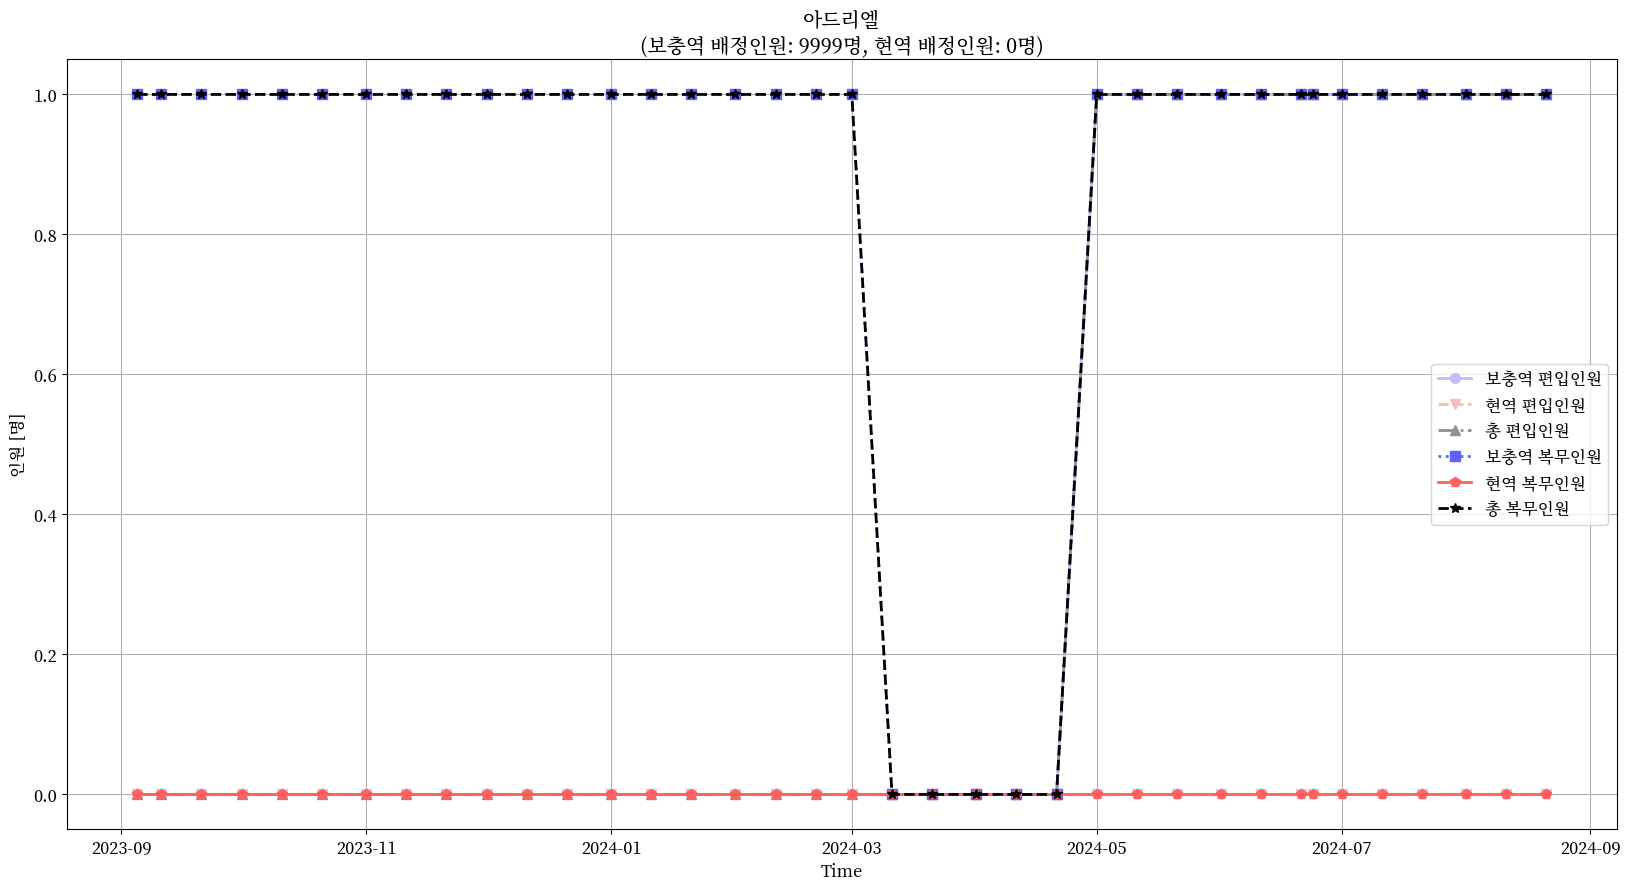 아드리엘
(보충역 배정인원: 9999명, 현역 배정인원: 0명)
1.0
0.8
0.6
0.4
0.2
0.0
인원 [명]
보충역 편입인원
현역 편입인원
총 편입인원
보충역 복무인원
현역 복무인원
총 복무인원
2023-09
2023-11
2024-01
2024-03
2024-05
2024-07
2024-09
Time